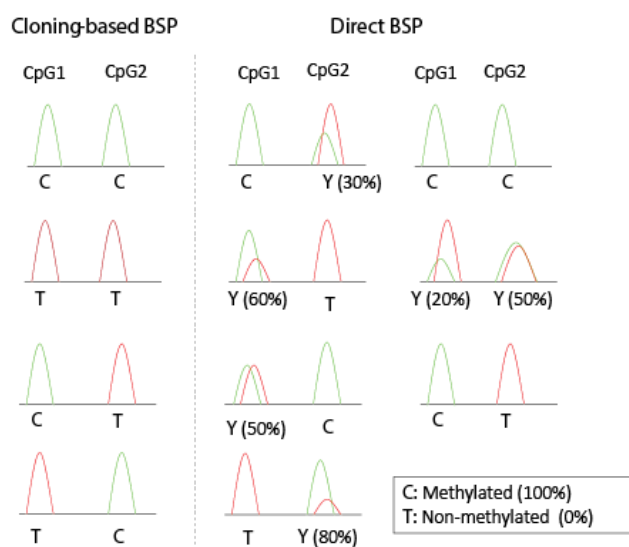 Cloning-based BSP Direct BSP
CpG1 CpG2 CpG1 CpG2 CpG1 CpG2
C C C Y (30%) C C
T T Y (60%) T Y (20%) Y (50%)
C T Y (50%) C C T
T C T Y (80%)
C: Methylated (100%)
T: Non-methylated (0%)